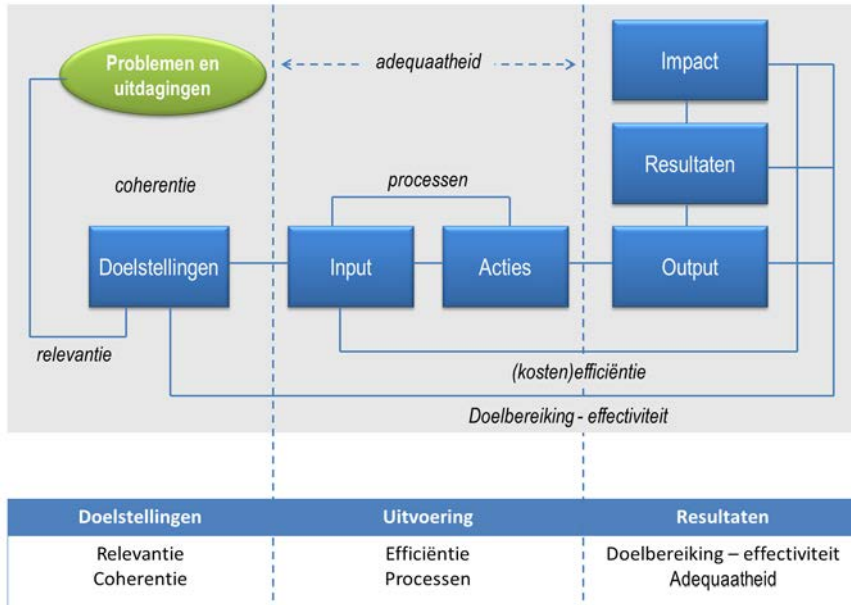 Problemen en
uitdagingen
adequaatheid
Impact
Resultaten
coherentie
processen
Doelstellingen
Input
Acties
Output
relevantie
(kosten)efficiëntie
Doelbereiking - effectiviteit
Doelstellingen Uitvoering Resultaten
Relevantie Efficiëntie Doelbereiking – effectiviteit
Coherentie Processen Adequaatheid